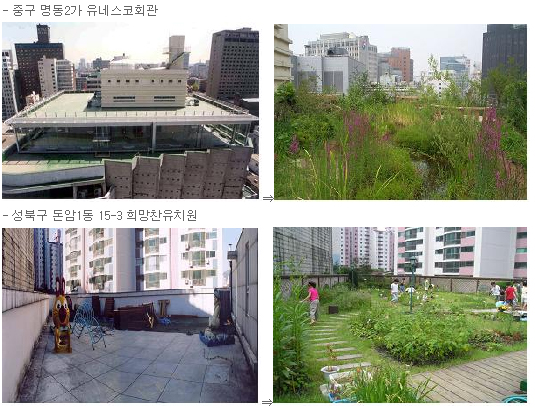 - 중구 명동2가 유네스코회관
⇒
- 성북구 돈암1동 15-3 희망찬유치원
⇒